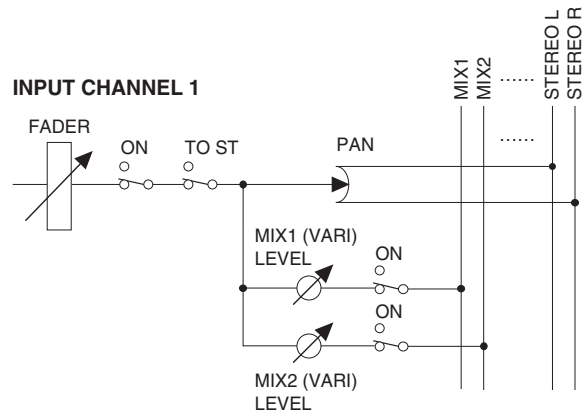 INPUT CHANNEL 1
FADER
ON
TO ST
PAN
MIX1
MIX2
......
STEREO L
STEREO R
......
MIX1 (VARI)
LEVEL
ON
ON
MIX2 (VARI)
LEVEL